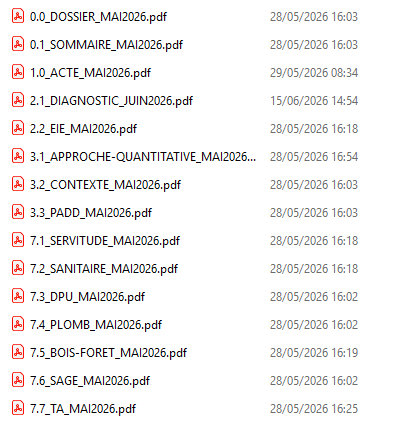 0.0_DOSSIER_MAI2026.pdf 28/05/2026 16:03
0.1_SOMMAIRE_MAI2026.pdf 28/05/2026 16:03
1.0_ACTE_MAI2026.pdf 29/05/2026 08:34
2.1_DIAGNOSTIC_JUIN2026.pdf 15/06/2026 14:54
2.2_EIE_MAI2026.pdf 28/05/2026 16:18
3.1_APPROCHE-QUANTITATIVE_MAI2026... 28/05/2026 16:54
3.2_CONTEXTE_MAI2026.pdf 28/05/2026 16:03
3.3_PADD_MAI2026.pdf 28/05/2026 16:03
7.1_SERVITUDE_MAI2026.pdf 28/05/2026 16:18
7.2_SANITAIRE_MAI2026.pdf 28/05/2026 16:18
7.3_DPU_MAI2026.pdf 28/05/2026 16:02
7.4_PLOMB_MAI2026.pdf 28/05/2026 16:02
7.5_BOIS-FORET_MAI2026.pdf 28/05/2026 16:19
7.6_SAGE_MAI2026.pdf 28/05/2026 16:02
7.7_TA_MAI2026.pdf 28/05/2026 16:25